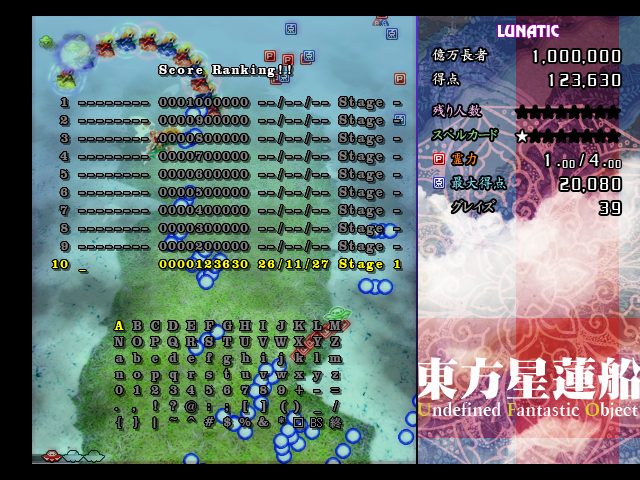 Score Ranking!!
1 -------- 0001000000 --/--/-- Stage -
2 -------- 0000900000 --/--/-- Stage -
3 -------- 0000800000 --/--/-- Stage -
4 -------- 0000700000 --/--/-- Stage -
5 -------- 0000600000 --/--/-- Stage -
6 -------- 0000500000 --/--/-- Stage -
7 -------- 0000400000 --/--/-- Stage -
8 -------- 0000300000 --/--/-- Stage -
9 -------- 0000200000 --/--/-- Stage -
10 _ 0000123630 26/11/27 Stage 1
A B C D E F G H I J K L M
N O P Q R S T U V W X Y Z
a b c d e f g h i j k l m
n o p q r s t u v w x y z
0 1 2 3 4 5 6 7 8 9 + - =
. , ! ? @ : ; [ ] ( ) _ /
{ } | ~ ^ # $ % & * 回 BS 終
LUNATIC
億万長者 1,000,000
得点 123,630
残り人数
スペルカード
P 霊力 1.00/4.00
最大得点 20,080
グレイズ 39
東方星蓮船
Undefined Fantastic Object